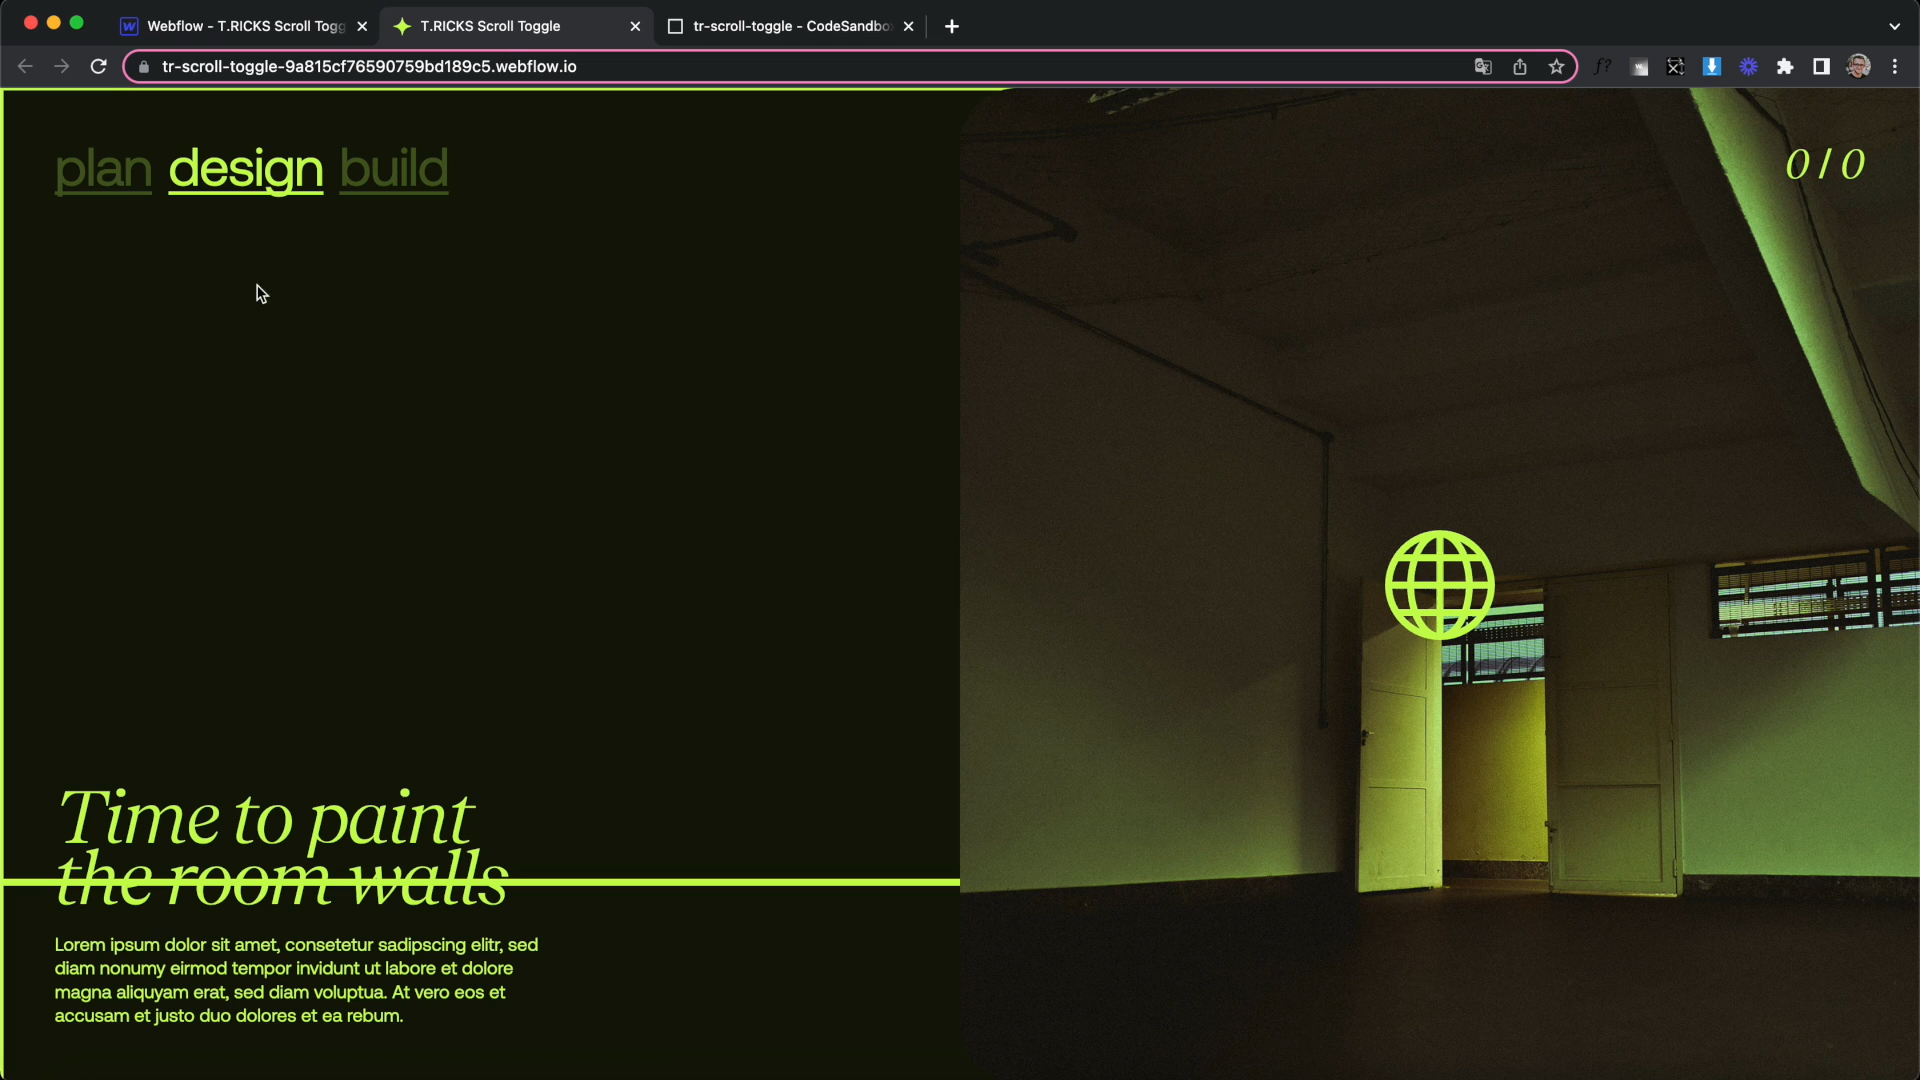 Webflow - T.RICKS Scroll Togg
T.RICKS Scroll Toggle
tr-scroll-toggle - CodeSandbo
tr-scroll-toggle-9a815cf76590759bd189c5.webflow.io
f?
plan design build
0 / 0
Time to paint
the room walls
Lorem ipsum dolor sit amet, consetetur sadipscing elitr, sed
diam nonumy eirmod tempor invidunt ut labore et dolore
magna aliquyam erat, sed diam voluptua. At vero eos et
accusam et justo duo dolores et ea rebum.